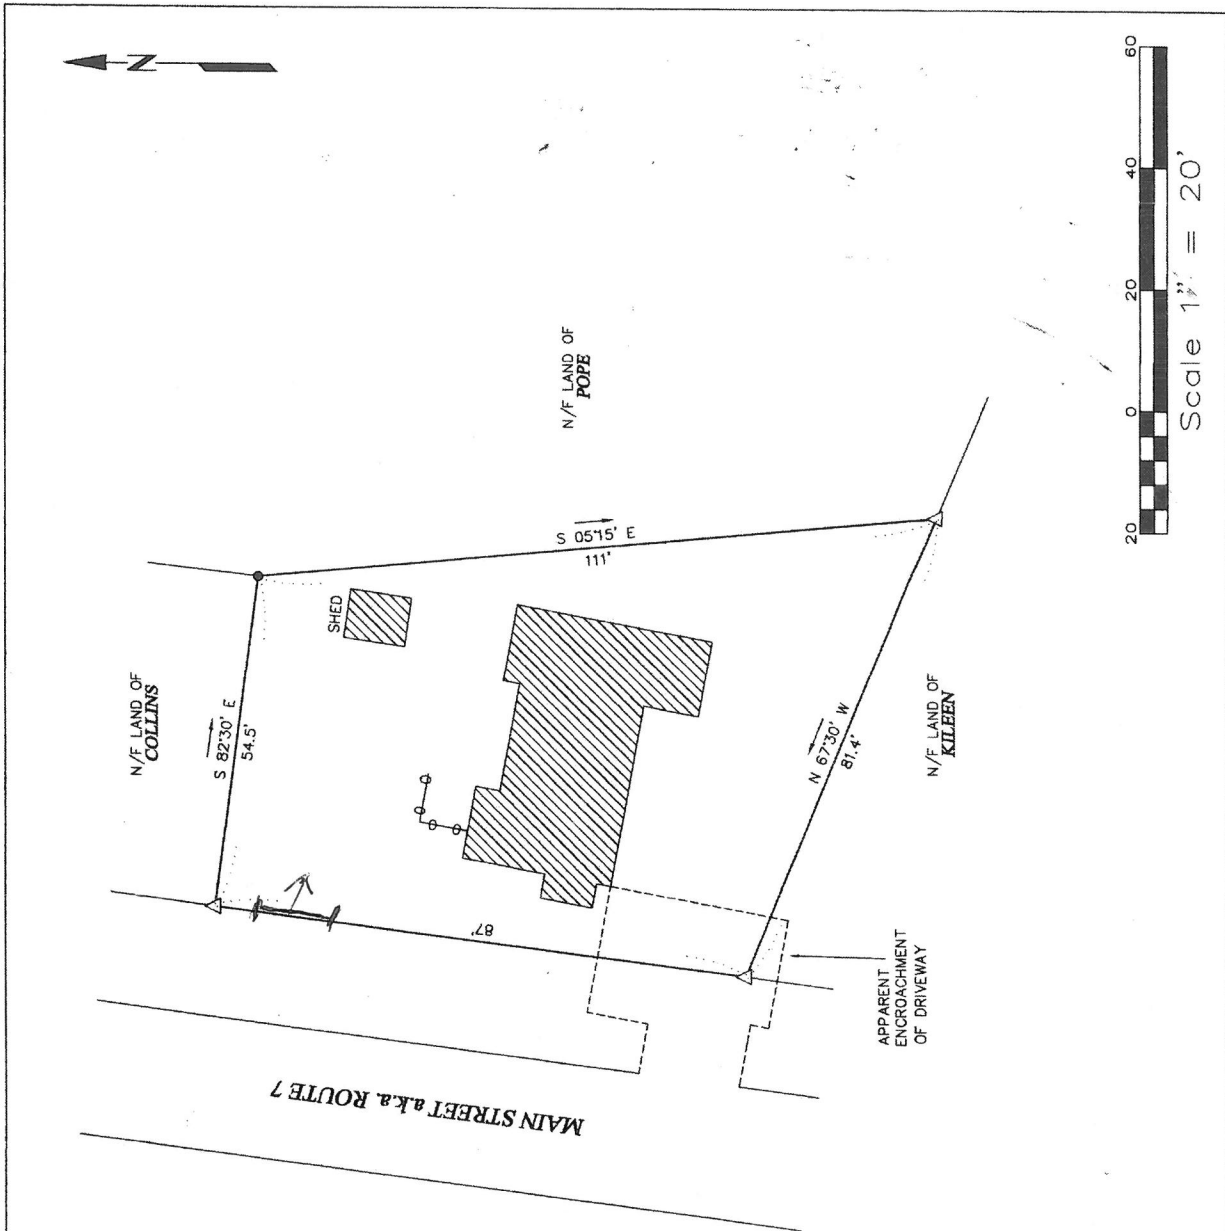 N
N/F LAND OF
COLLINS
S 82°30' E
54.5'
SHED
N/F LAND OF
POPE
S 05°15' E
111'
87'
N 67°30' W
81.4'
N/F LAND OF
KILEEN
APPARENT
ENCROACHMENT
OF DRIVEWAY
MAIN STREET a.k.a. ROUTE 7
20 0 20 40 60
Scale 1" = 20'